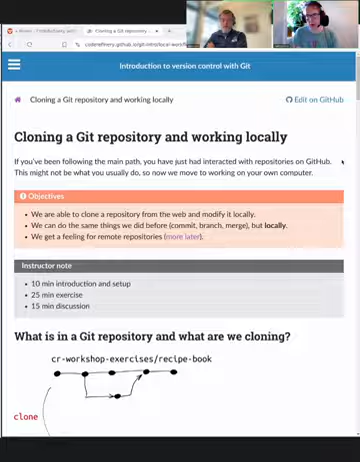 Cloning a Git repository
coderefinery.github.io/git-intro/local-workflow
Introduction to version control with Git
Cloning a Git repository and working locally
Edit on GitHub
Cloning a Git repository and working locally
If you've been following the main path, you have just had interacted with repositories on GitHub.
This might not be what you usually do, so now we move to working on your own computer.
Objectives
We are able to clone a repository from the web and modify it locally.
We can do the same things we did before (commit, branch, merge), but locally.
We get a feeling for remote repositories (more later).
Instructor note
10 min introduction and setup
25 min exercise
15 min discussion
What is in a Git repository and what are we cloning?
cr-workshop-exercises/recipe-book
clone